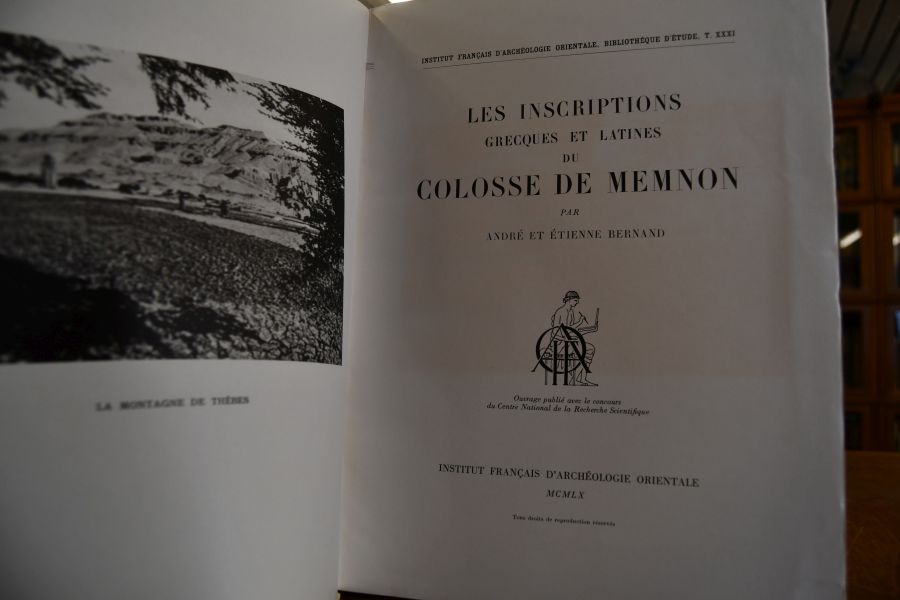 LA MONTAGNE DE THÈBES
INSTITUT FRANÇAIS D'ARCHÉOLOGIE ORIENTALE. BIBLIOTHÈQUE D'ÉTUDE, T. XXXI
LES INSCRIPTIONS
GRECQUES ET LATINES
DU
COLOSSE DE MEMNON
PAR
ANDRÉ ET ÉTIENNE BERNAND
Ouvrage publié avec le concours
du Centre National de la Recherche Scientifique
INSTITUT FRANÇAIS D'ARCHÉOLOGIE ORIENTALE
MCMLX
Tous droits de reproduction réservés